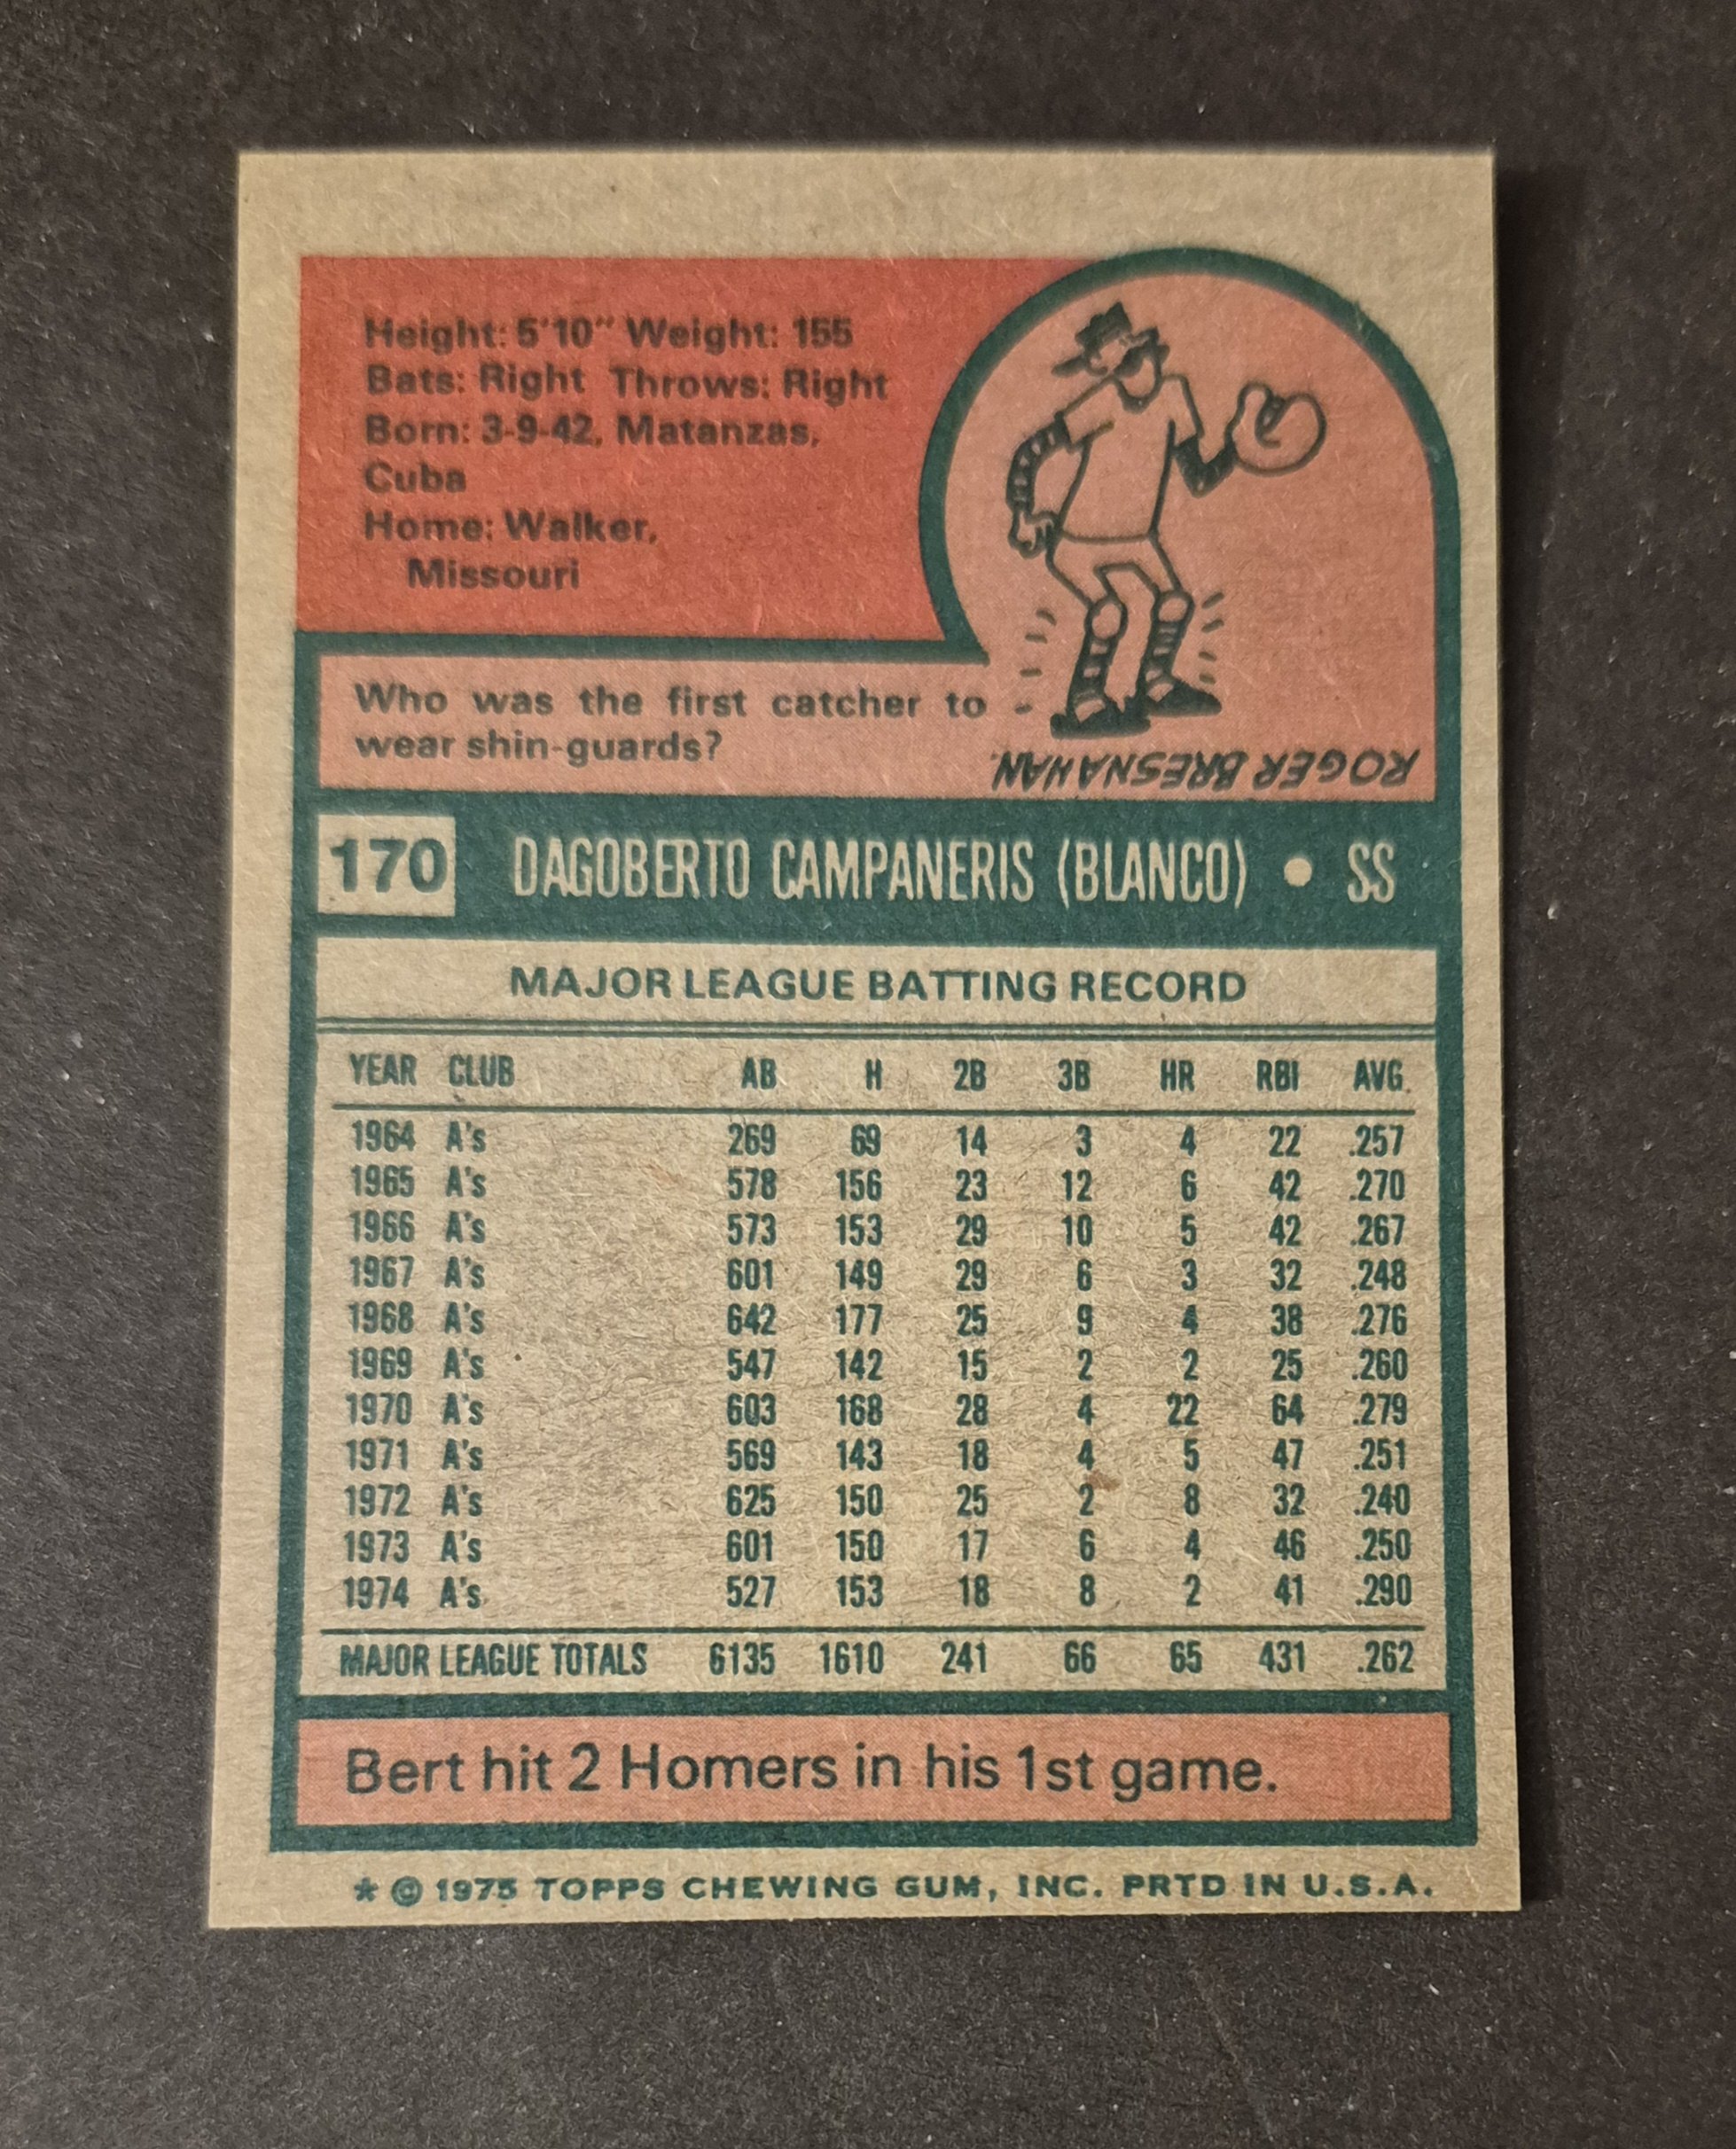 Height: 5'10" Weight: 155
Bats: Right Throws: Right
Born: 3-9-42, Matanzas,
Cuba
Home: Walker,
Missouri
Who was the first catcher to
wear shin-guards?
ROGER BRESNAHAN.
170 DAGOBERTO CAMPANERIS (BLANCO) • SS
MAJOR LEAGUE BATTING RECORD
YEAR CLUB AB H 2B 3B HR RBI AVG.
1964 A's 269 69 14 3 4 22 .257
1965 A's 578 156 23 12 6 42 .270
1966 A's 573 153 29 10 5 42 .267
1967 A's 601 149 29 6 3 32 .248
1968 A's 642 177 25 9 4 38 .276
1969 A's 547 142 15 2 2 25 .260
1970 A's 603 168 28 4 22 64 .279
1971 A's 569 143 18 4 5 47 .251
1972 A's 625 150 25 2 8 32 .240
1973 A's 601 150 17 6 4 46 .250
1974 A's 527 153 18 8 2 41 .290
MAJOR LEAGUE TOTALS 6135 1610 241 66 65 431 .262
Bert hit 2 Homers in his 1st game.
* © 1975 TOPPS CHEWING GUM, INC. PRTD IN U.S.A.